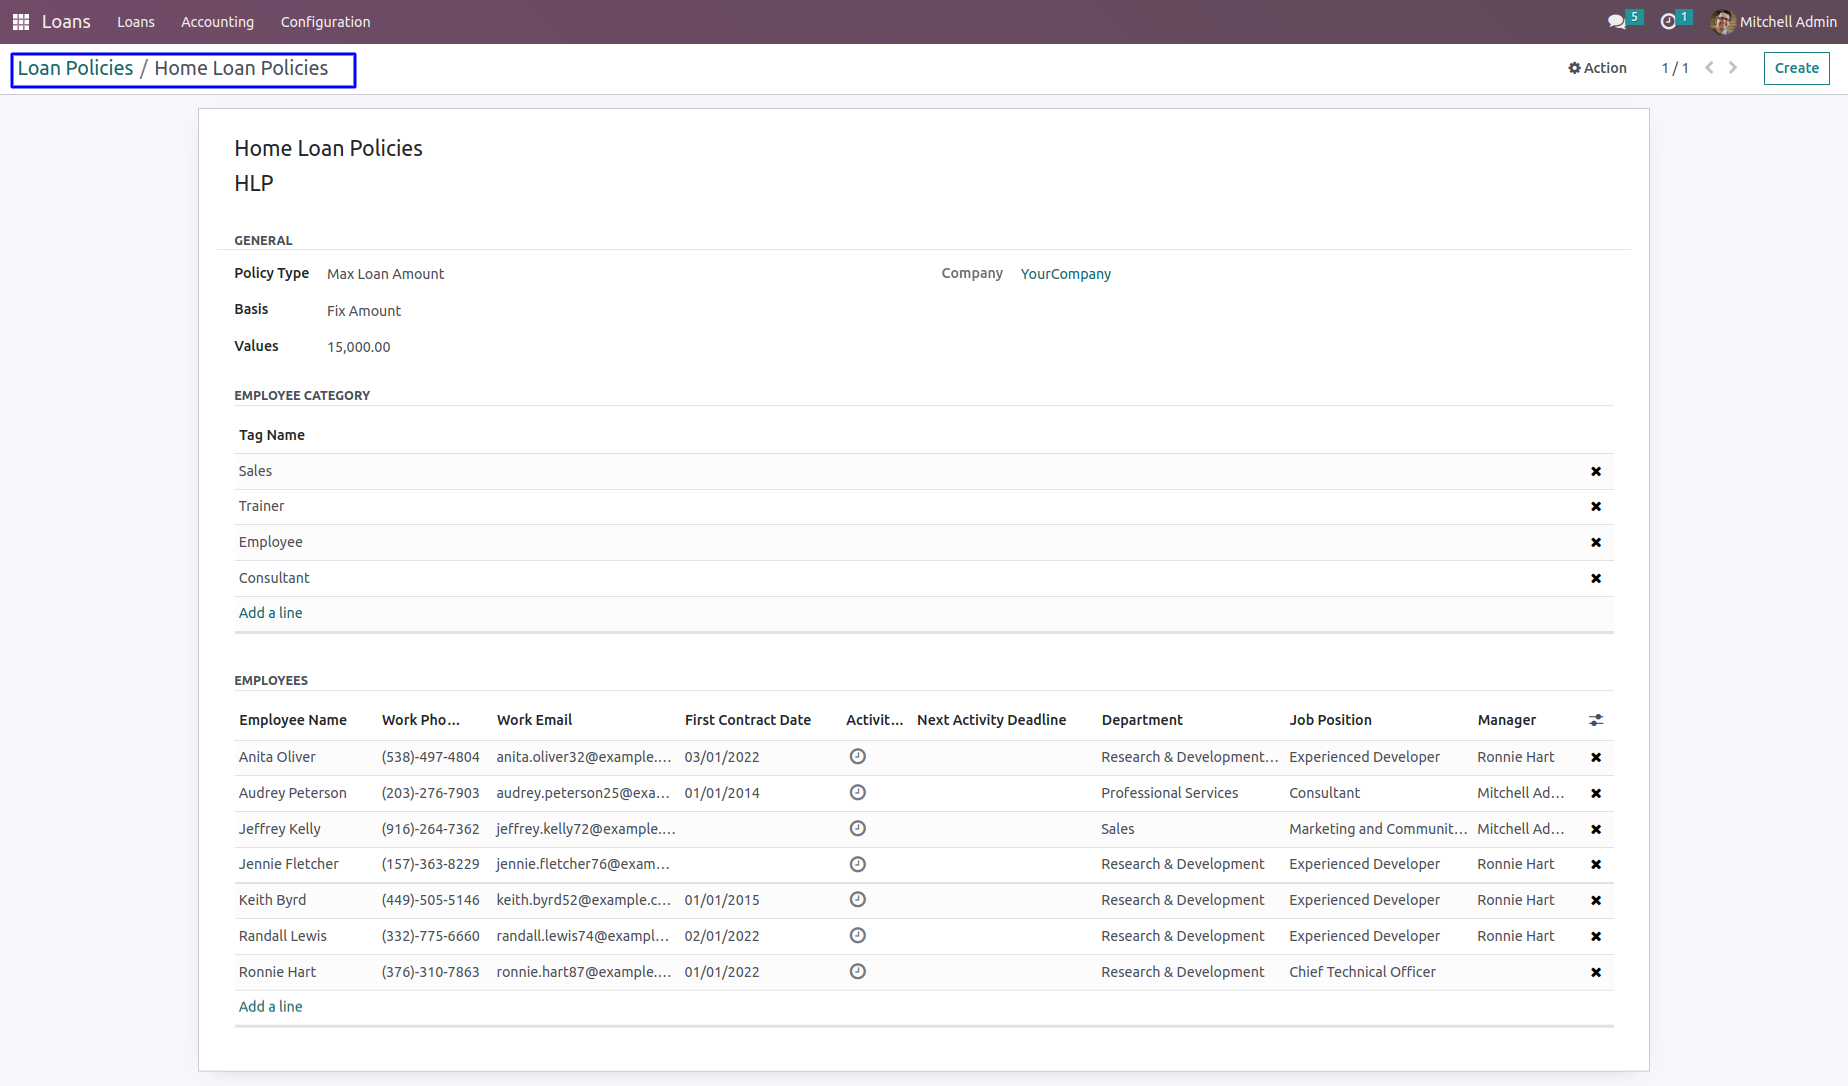 Loans Loans Accounting Configuration 5 1 Mitchell Admin
Loan Policies / Home Loan Policies Action 1 / 1 Create
Home Loan Policies
HLP
GENERAL
Policy Type Max Loan Amount Company YourCompany
Basis Fix Amount
Values 15,000.00
EMPLOYEE CATEGORY
Tag Name
Sales
Trainer
Employee
Consultant
Add a line
EMPLOYEES
Employee Name Work Pho... Work Email First Contract Date Activit... Next Activity Deadline Department Job Position Manager
Anita Oliver (538)-497-4804 anita.oliver32@example.... 03/01/2022 Research & Development... Experienced Developer Ronnie Hart
Audrey Peterson (203)-276-7903 audrey.peterson25@exa... 01/01/2014 Professional Services Consultant Mitchell Ad...
Jeffrey Kelly (916)-264-7362 jeffrey.kelly72@example.... Sales Marketing and Communit... Mitchell Ad...
Jennie Fletcher (157)-363-8229 jennie.fletcher76@exam... Research & Development Experienced Developer Ronnie Hart
Keith Byrd (449)-505-5146 keith.byrd52@example.c... 01/01/2015 Research & Development Experienced Developer Ronnie Hart
Randall Lewis (332)-775-6660 randall.lewis74@exampl... 02/01/2022 Research & Development Experienced Developer Ronnie Hart
Ronnie Hart (376)-310-7863 ronnie.hart87@example.... 01/01/2022 Research & Development Chief Technical Officer
Add a line